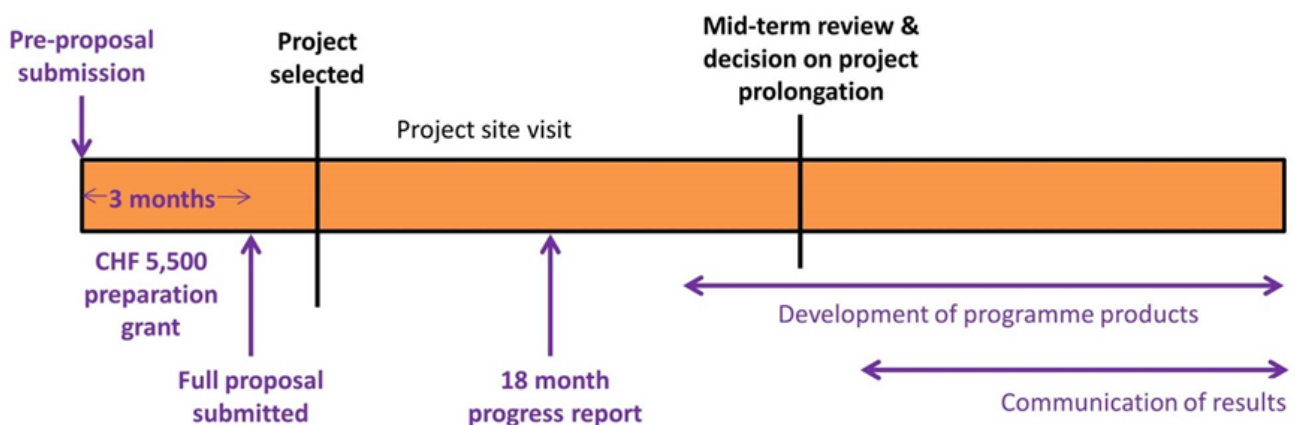 Pre-proposal
submission
Project
selected
Mid-term review &
decision on project
prolongation
Project site visit
3 months
CHF 5,500
preparation
grant
Full proposal
submitted
18 month
progress report
Development of programme products
Communication of results